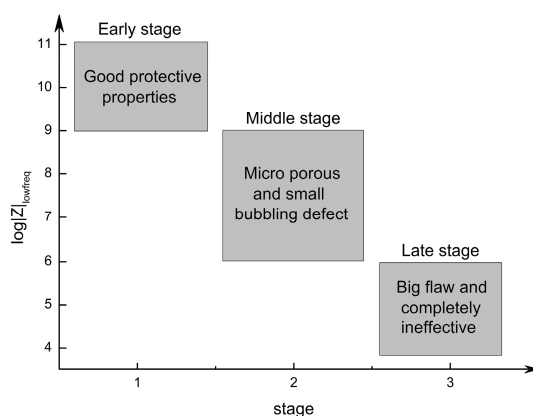 Early stage
11
Good protective
properties
10
9
Middle stage
8
Micro porous
and small
bubbling defect
7
log|Z|lowfreq
6
Late stage
5
Big flaw and
completely
ineffective
4
1
2
3
stage